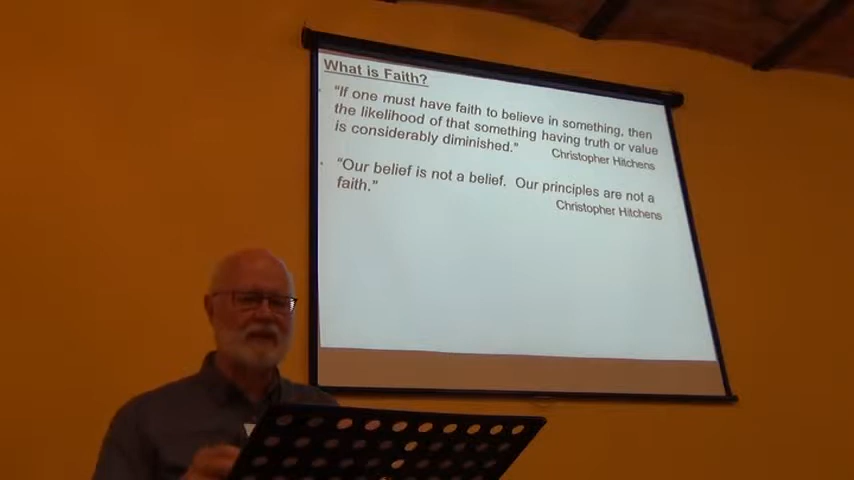 What is Faith?
"If one must have faith to believe in something, then
the likelihood of that something having truth or value
is considerably diminished." Christopher Hitchens
"Our belief is not a belief. Our principles are not a
faith."
Christopher Hitchens